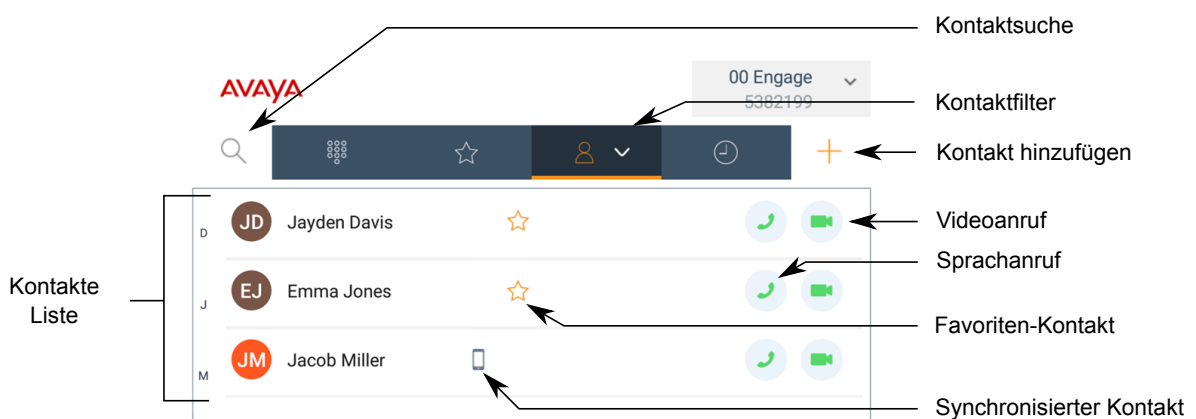 Kontaktsuche
AVAYA
00 Engage
5382199
Kontaktfilter
Kontakt hinzufügen
D
JD
Jayden Davis
Videoanruf
Sprachanruf
Kontakte
Liste
J
EJ
Emma Jones
Favoriten-Kontakt
M
JM
Jacob Miller
Synchronisierter Kontakt